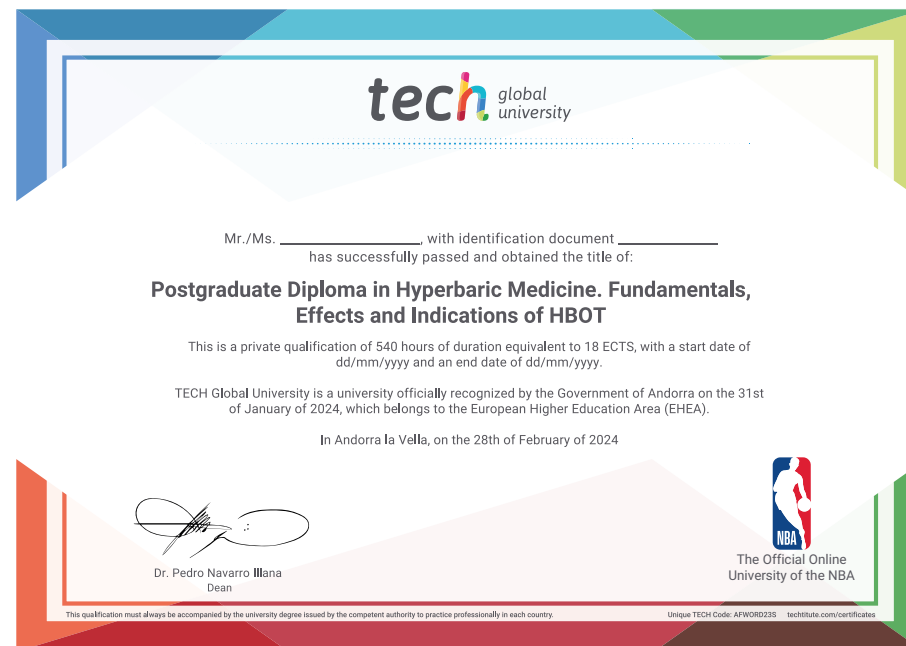 tech global
university
Mr./Ms. ____________, with identification document ____________
has successfully passed and obtained the title of:
Postgraduate Diploma in Hyperbaric Medicine. Fundamentals,
Effects and Indications of HBOT
This is a private qualification of 540 hours of duration equivalent to 18 ECTS, with a start date of
dd/mm/yyyy and an end date of dd/mm/yyyy.
TECH Global University is a university officially recognized by the Government of Andorra on the 31st
of January of 2024, which belongs to the European Higher Education Area (EHEA).
In Andorra la Vella, on the 28th of February of 2024
Dr. Pedro Navarro Illana
Dean
NBA
The Official Online
University of the NBA
This qualification must always be accompanied by the university degree issued by the competent authority to practice professionally in each country.
Unique TECH Code: AFWORD23S techtitute.com/certificates